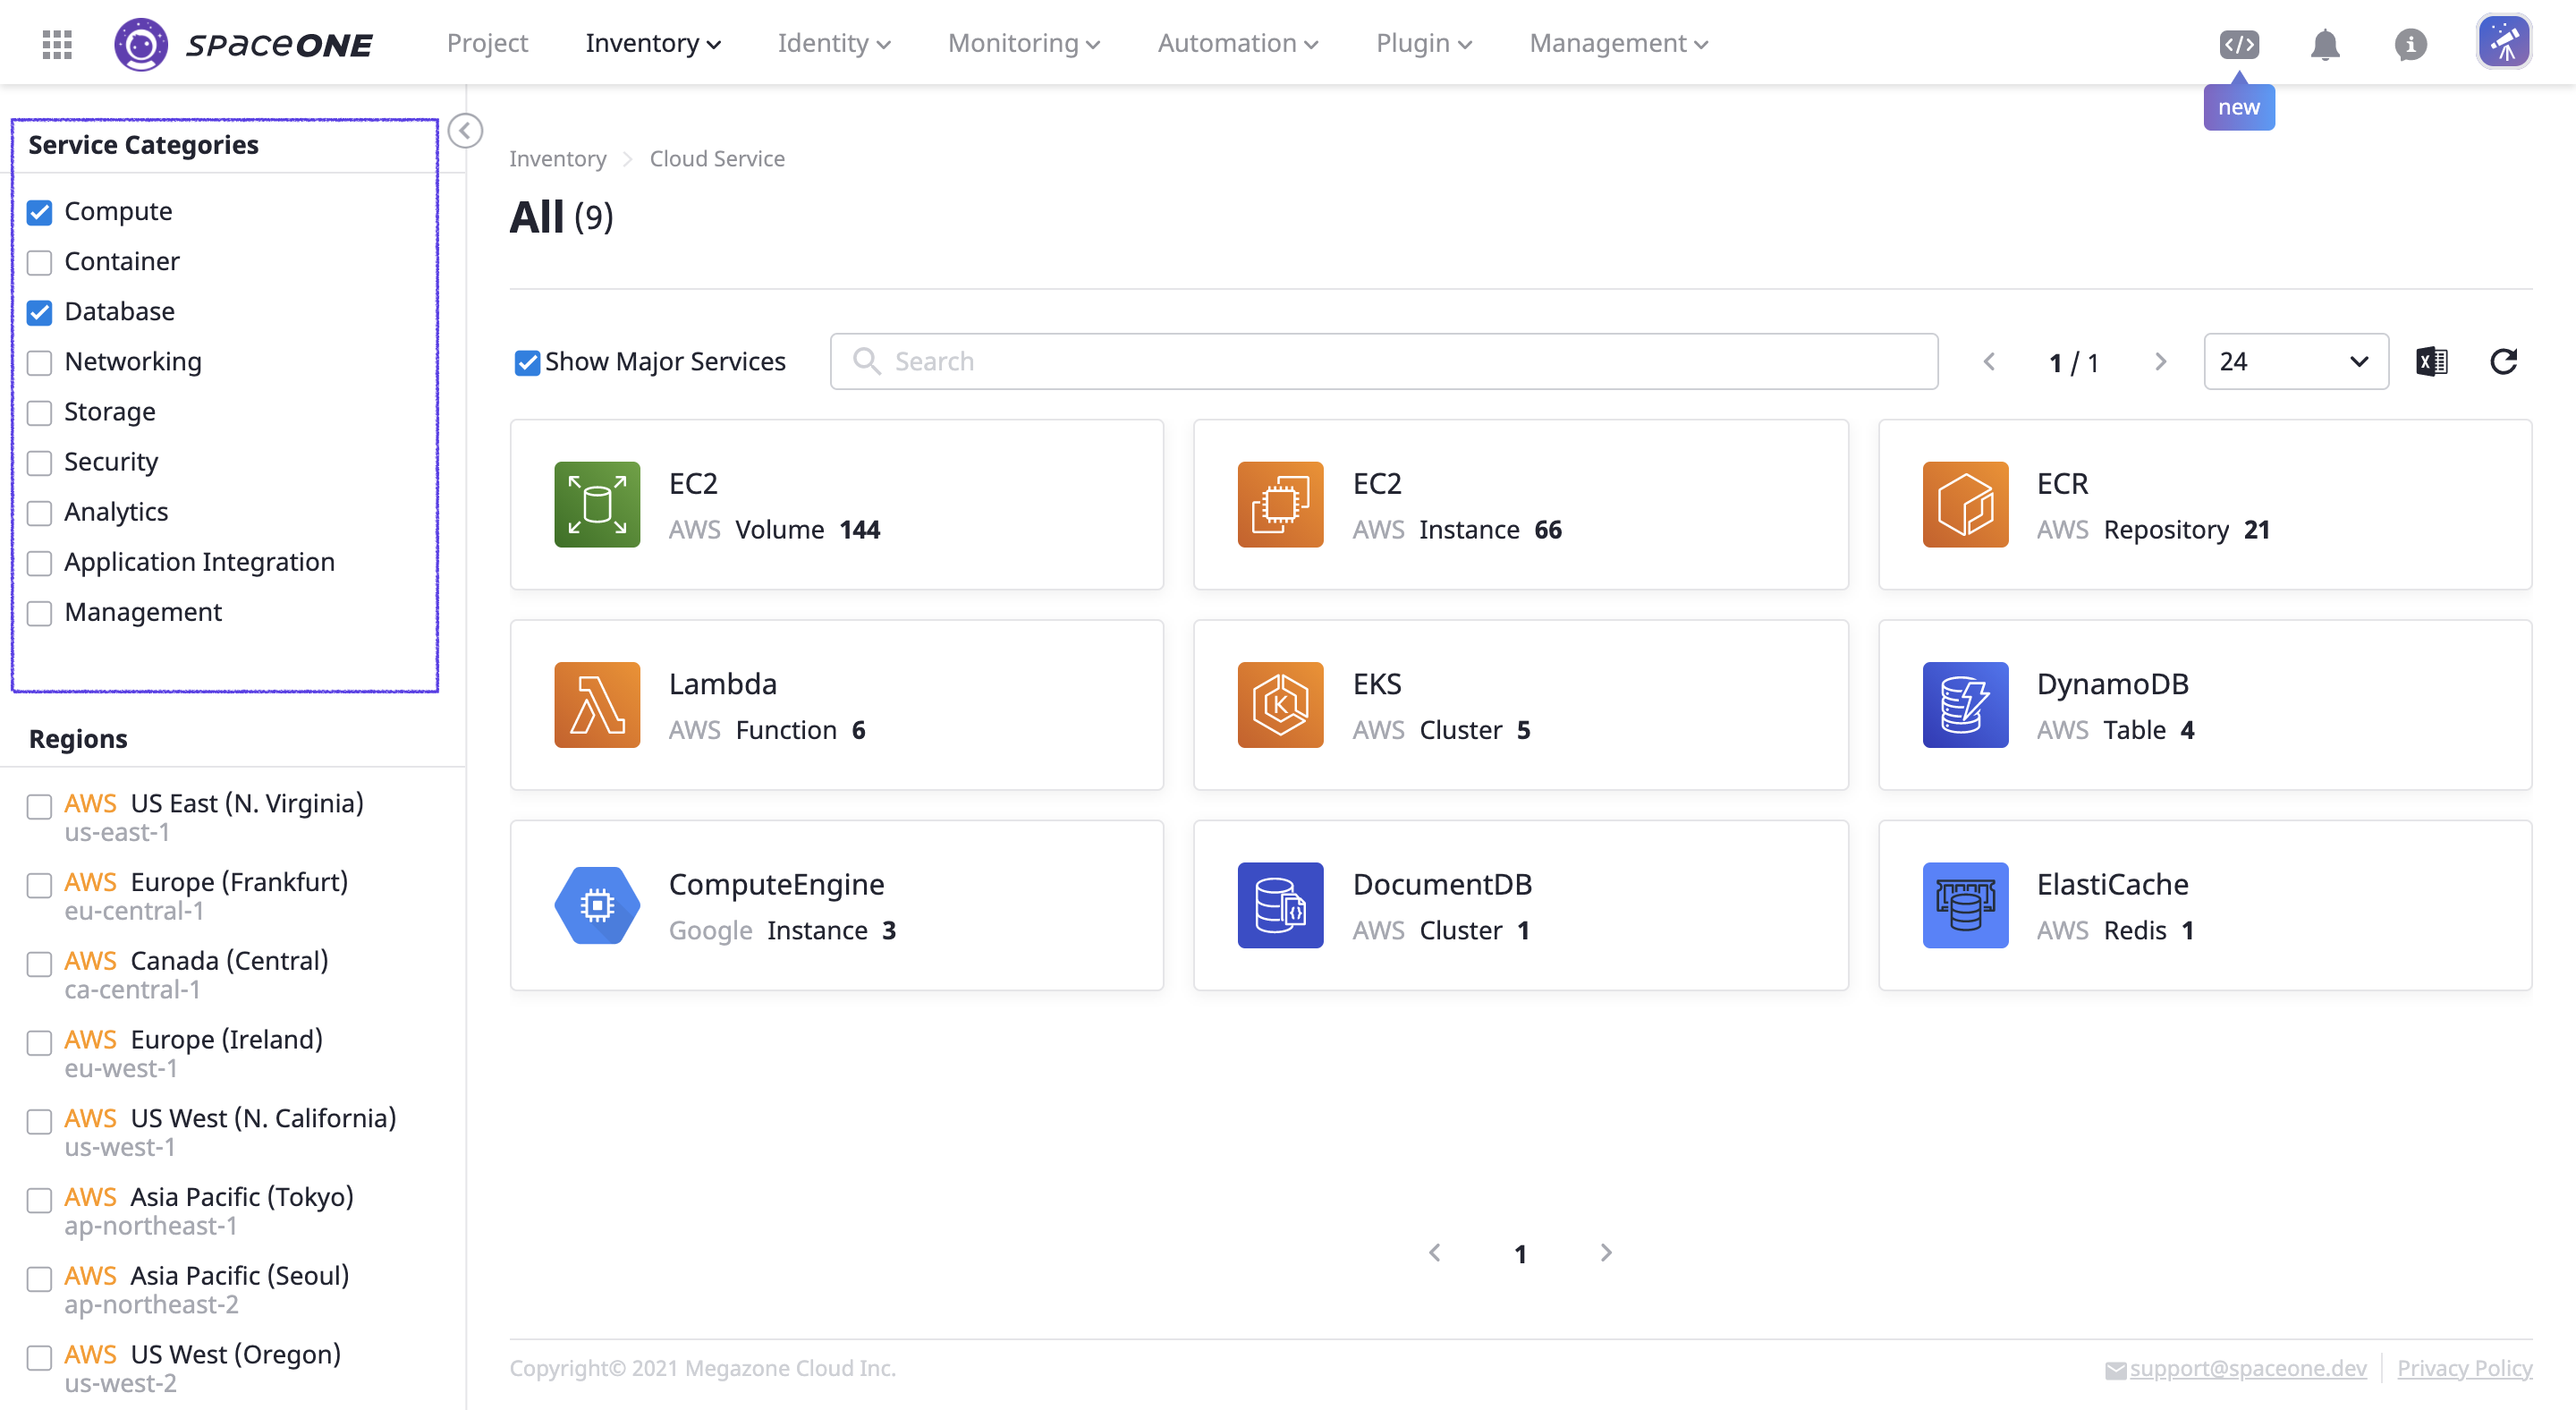 spaceONE Project Inventory Identity Monitoring Automation Plugin Management
new
Service Categories
Compute
Container
Database
Networking
Storage
Security
Analytics
Application Integration
Management
Regions
AWS US East (N. Virginia)
us-east-1
AWS Europe (Frankfurt)
eu-central-1
AWS Canada (Central)
ca-central-1
AWS Europe (Ireland)
eu-west-1
AWS US West (N. California)
us-west-1
AWS Asia Pacific (Tokyo)
ap-northeast-1
AWS Asia Pacific (Seoul)
ap-northeast-2
AWS US West (Oregon)
us-west-2
Inventory > Cloud Service
All (9)
Show Major Services Search 1 / 1 24
EC2
AWS Volume 144
EC2
AWS Instance 66
ECR
AWS Repository 21
Lambda
AWS Function 6
EKS
AWS Cluster 5
DynamoDB
AWS Table 4
ComputeEngine
Google Instance 3
DocumentDB
AWS Cluster 1
ElastiCache
AWS Redis 1
1
Copyright© 2021 Megazone Cloud Inc. support@spaceone.dev Privacy Policy